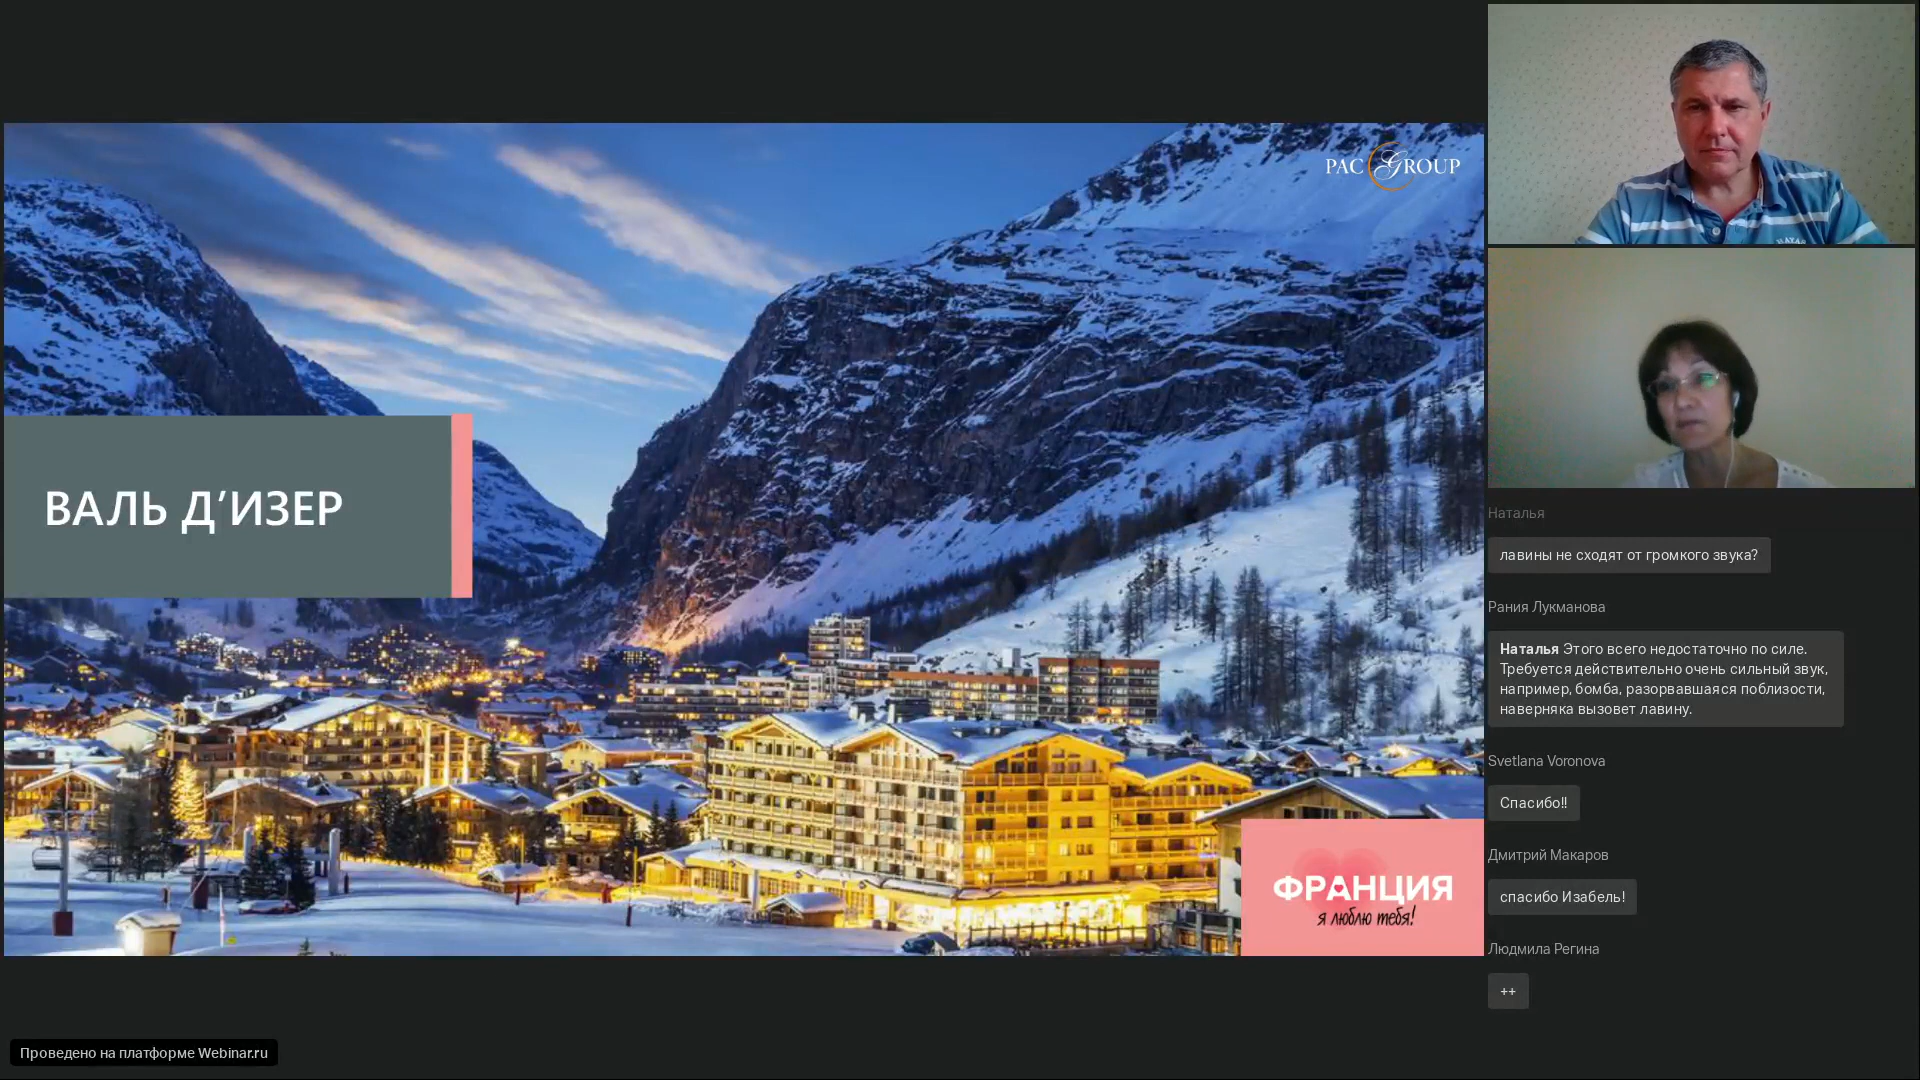 PAC GROUP
ВАЛЬ Д’ИЗЕР
ФРАНЦИЯ
я люблю тебя!
Наталья
лавины не сходят от громкого звука?
Рания Лукманова
Наталья Этого всего недостаточно по силе.
Требуется действительно очень сильный звук,
например, бомба, разорвавшаяся поблизости,
наверняка вызовет лавину.
Svetlana Voronova
Спасибо!!
Дмитрий Макаров
спасибо Изабель!
Людмила Регина
++
Проведено на платформе Webinar.ru